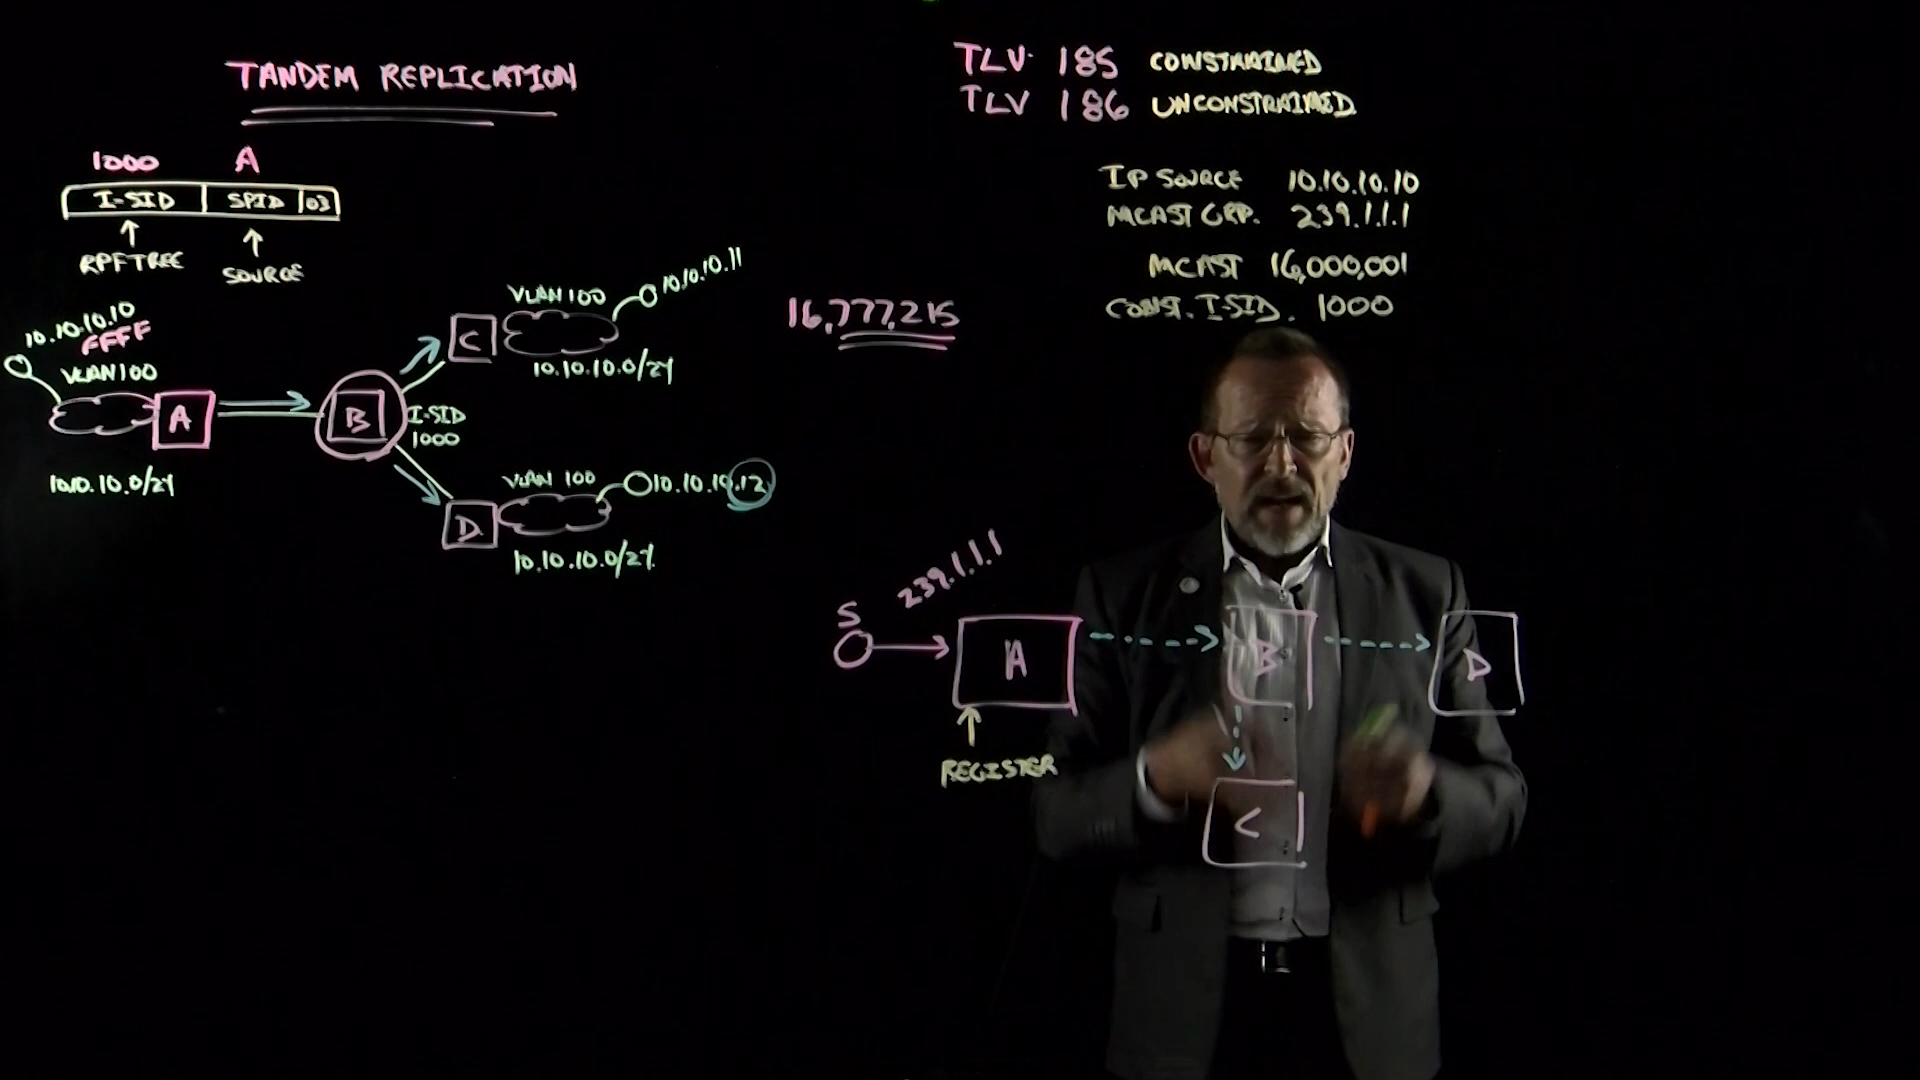 TANDEM REPLICATION
1000 A
I-SID SPID 03
RPFTREE
SOURCE
10.10.10.10
FFFF
VLAN 100
A
10.10.10.0/24
B
I-SID
1000
C
VLAN 100
10.10.10.11
10.10.10.0/24
D
VLAN 100
10.10.10.12
10.10.10.0/24
16,777,215
TLV 185 CONSTRAINED
TLV 186 UNCONSTRAINED
IP SOURCE 10.10.10.10
MCAST GRP. 239.1.1.1
MCAST 16,000,001
CONST. I-SID. 1000
S
239.1.1.1
A
B
D
REGISTER
C